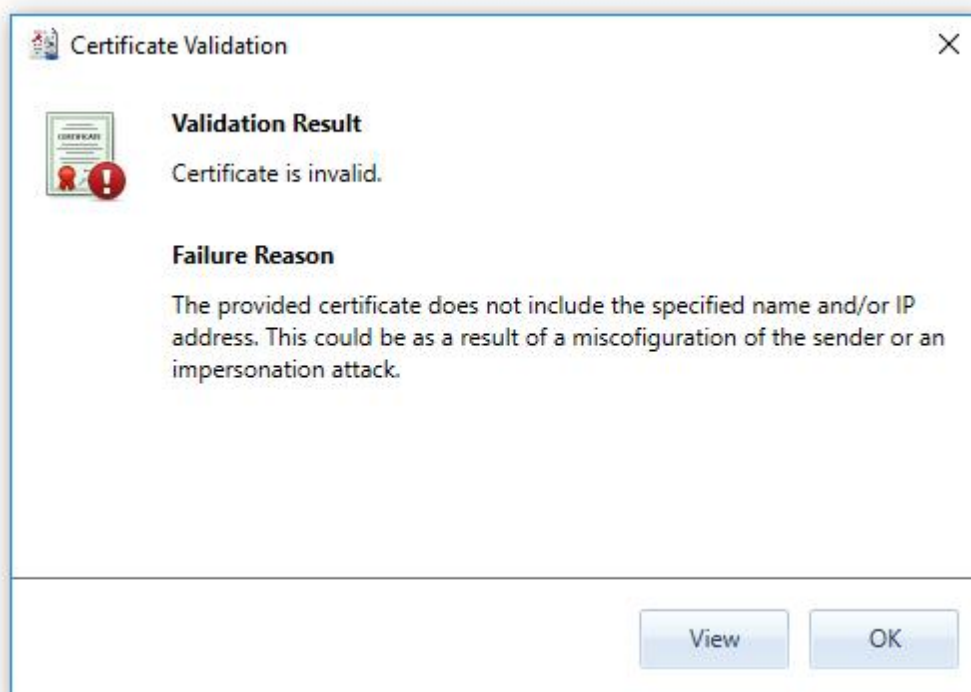 Certificate Validation
Validation Result
CERTIFICATE
Certificate is invalid.
Failure Reason
The provided certificate does not include the specified name and/or IP
address. This could be as a result of a miscofiguration of the sender or an
impersonation attack.
View
OK